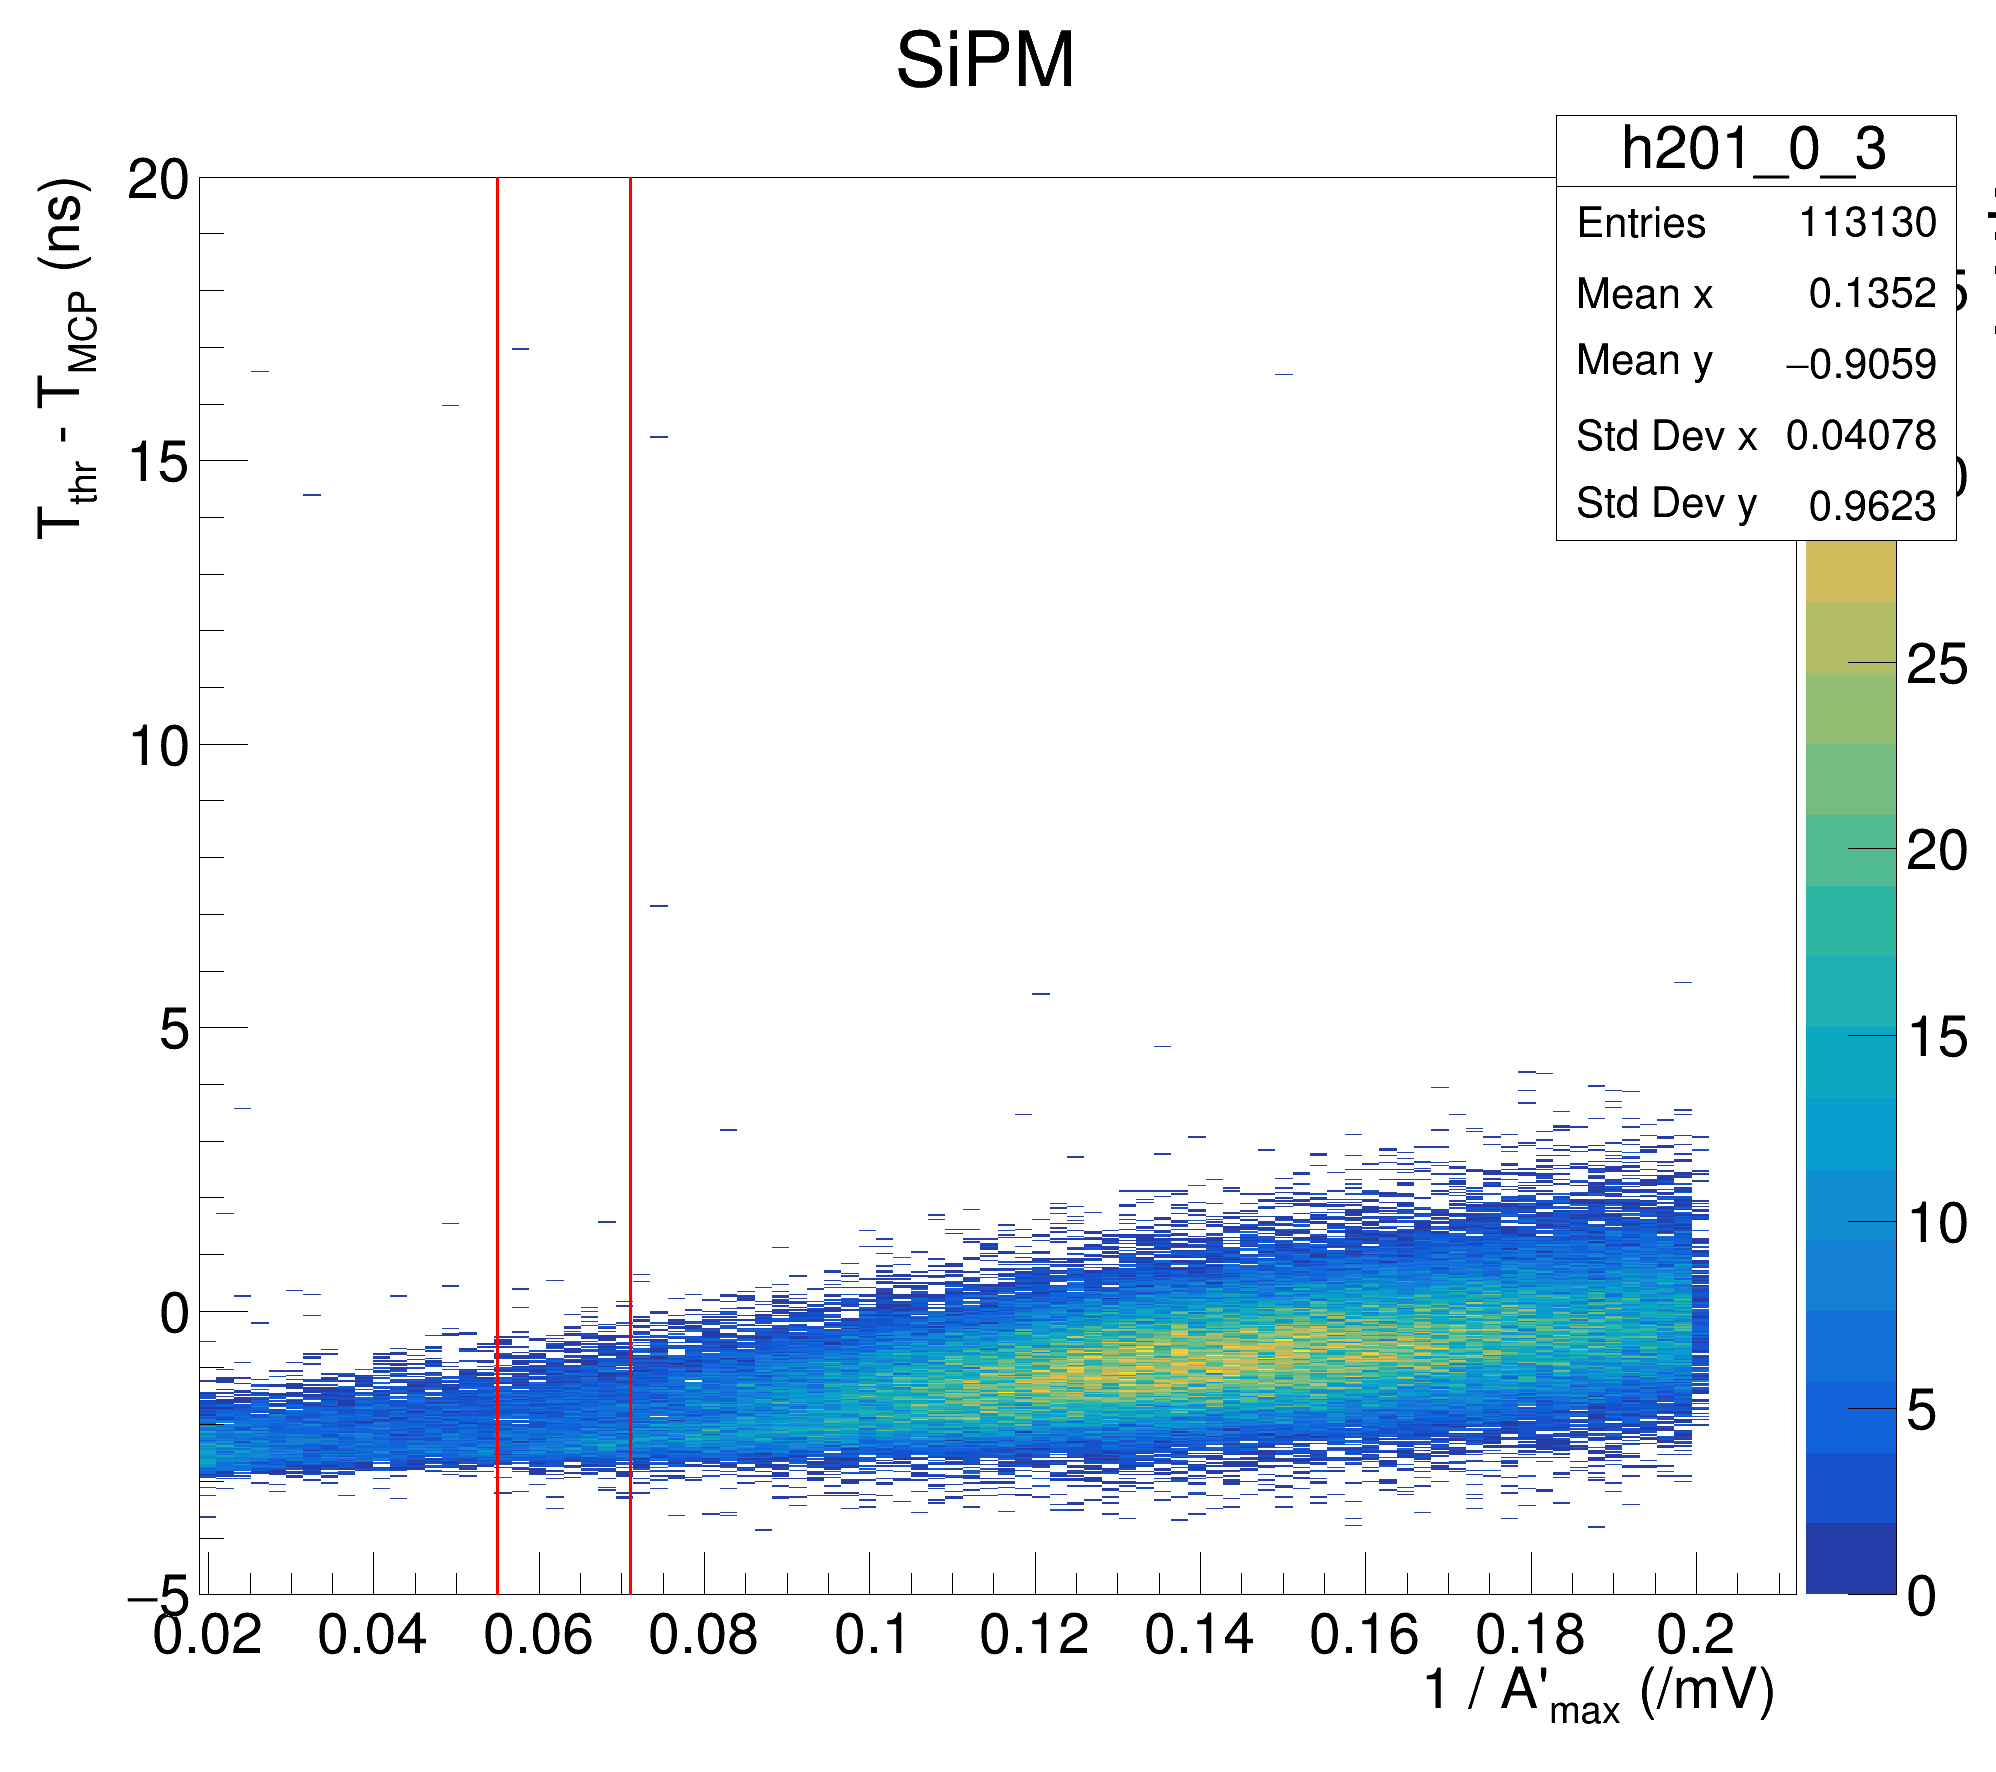 SiPM
h201_0_3
Entries 113130
Mean x 0.1352
Mean y −0.9059
Std Dev x 0.04078
Std Dev y 0.9623
T_thr - T_MCP (ns)
20
15
10
5
0
−5
0.02 0.04 0.06 0.08 0.1 0.12 0.14 0.16 0.18 0.2
1 / A'_max (/mV)
25
20
15
10
5
0